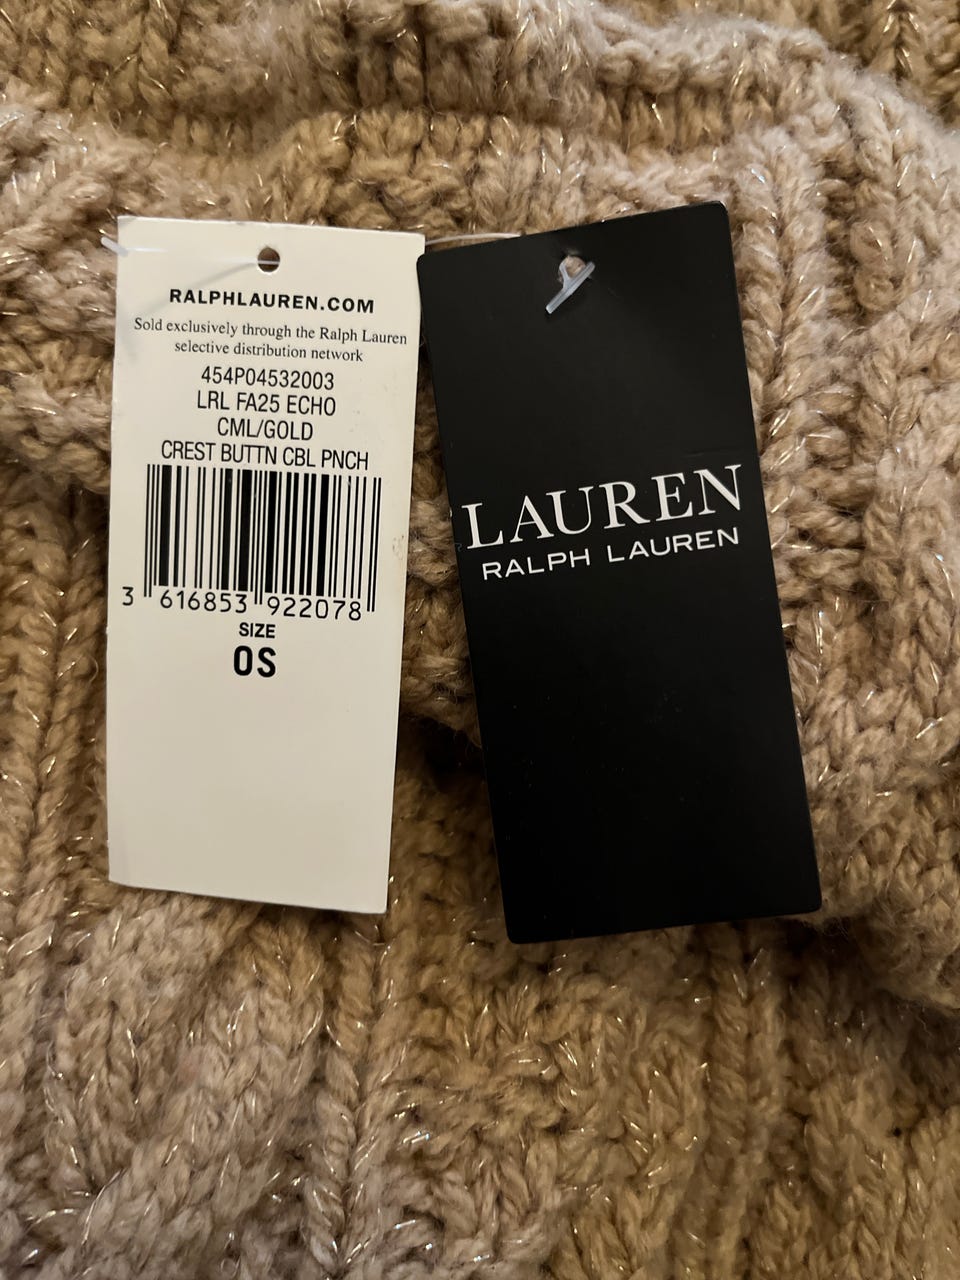 RALPHLAUREN.COM
Sold exclusively through the Ralph Lauren
selective distribution network
454P04532003
LRL FA25 ECHO
CML/GOLD
CREST BUTTN CBL PNCH
3 616853 922078
SIZE
OS
LAUREN
RALPH LAUREN